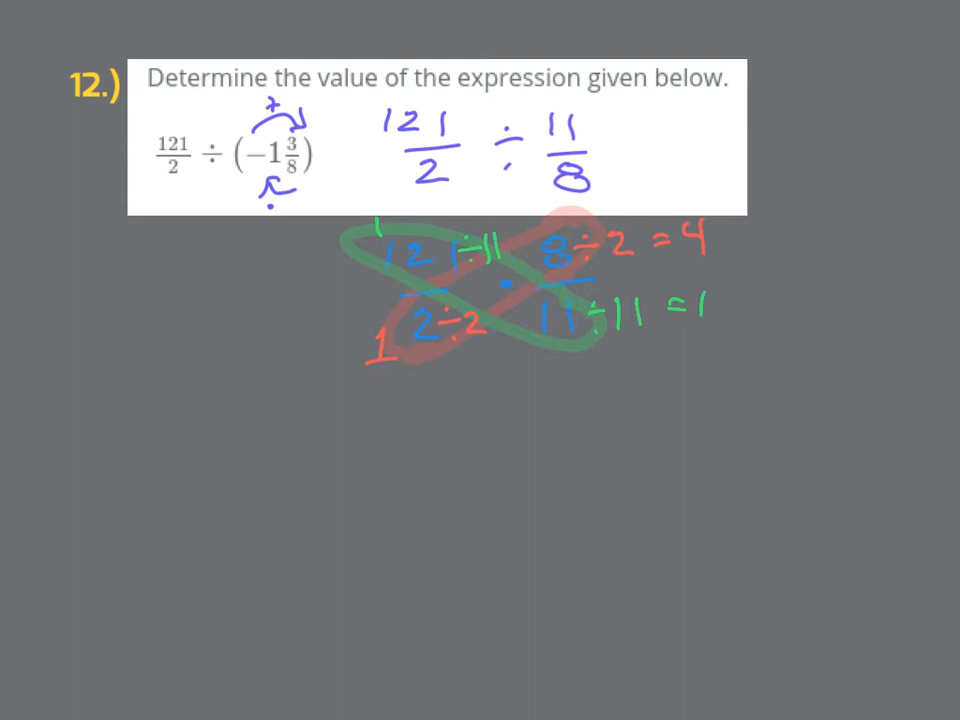 12.) Determine the value of the expression given below.
121/2 ÷ (−1 3/8) 121/2 ÷ 11/8
+
·
1 121 ÷11 · 8 ÷2 = 4
1 2 ÷2 11 ÷11 = 1